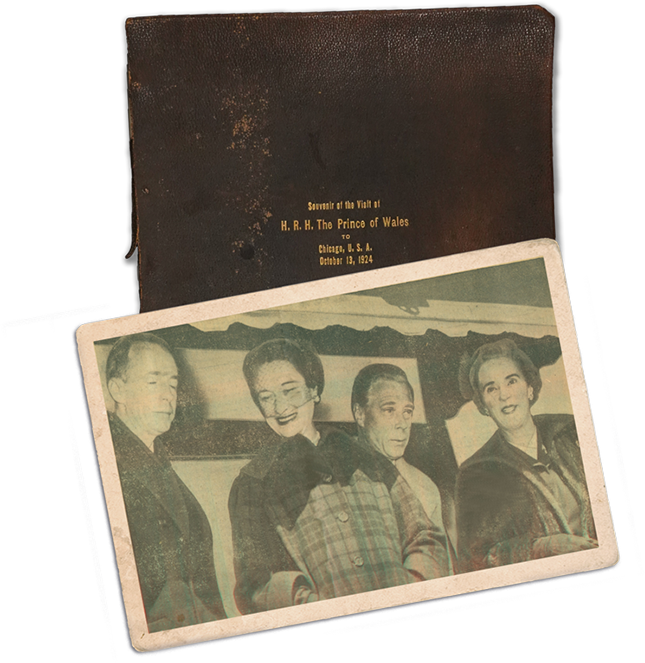 Souvenir of the Visit of
H. R. H. The Prince of Wales
TO
Chicago, U. S. A.
October 13, 1924